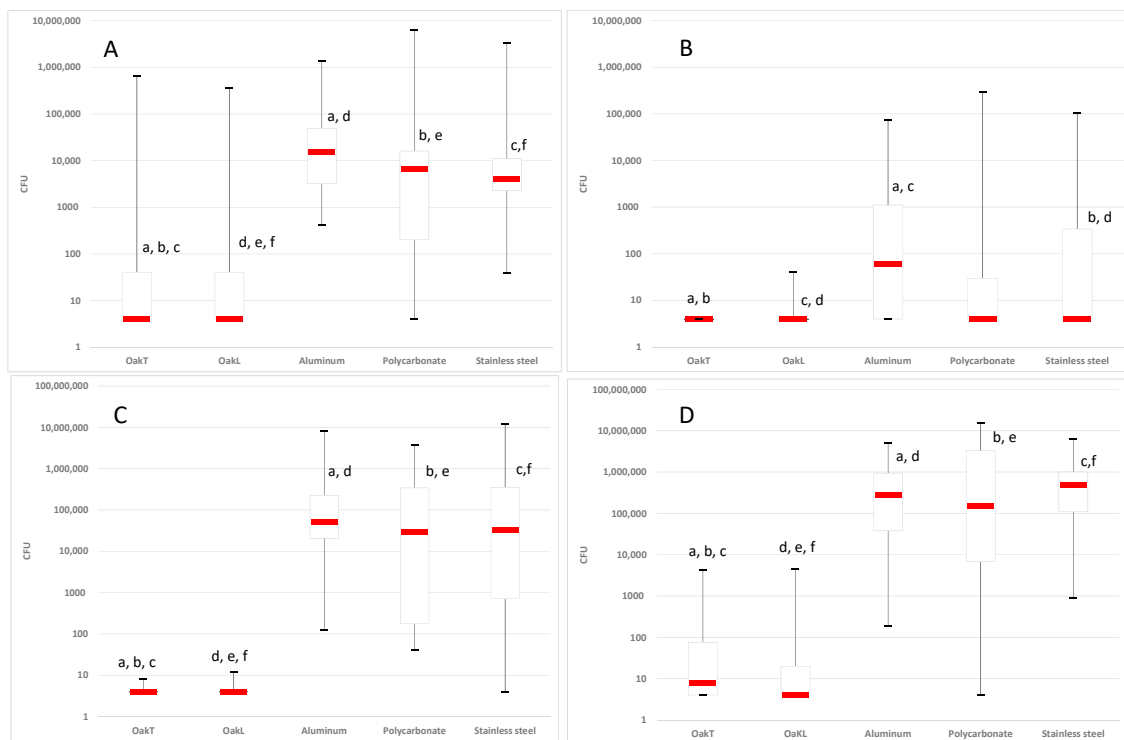 A
10,000,000
1,000,000
100,000
10,000
1000
100
10
1
CFU
a, b, c
d, e, f
a, d
b, e
c,f
OakT OakL Aluminum Polycarbonate Stainless steel
B
10,000,000
1,000,000
100,000
10,000
1000
100
10
1
a, b
c, d
a, c
b, d
OakT OakL Aluminum Polycarbonate Stainless steel
C
100,000,000
10,000,000
1,000,000
100,000
10,000
1000
100
10
1
CFU
a, b, c
d, e, f
a, d
b, e
c,f
OakT OakL Aluminum Polycarbonate Stainless steel
D
100,000,000
10,000,000
1,000,000
100,000
10,000
1000
100
10
1
CFU
a, b, c
d, e, f
a, d
b, e
c,f
OakT OaKL Aluminum Polycarbonate Stainless steel